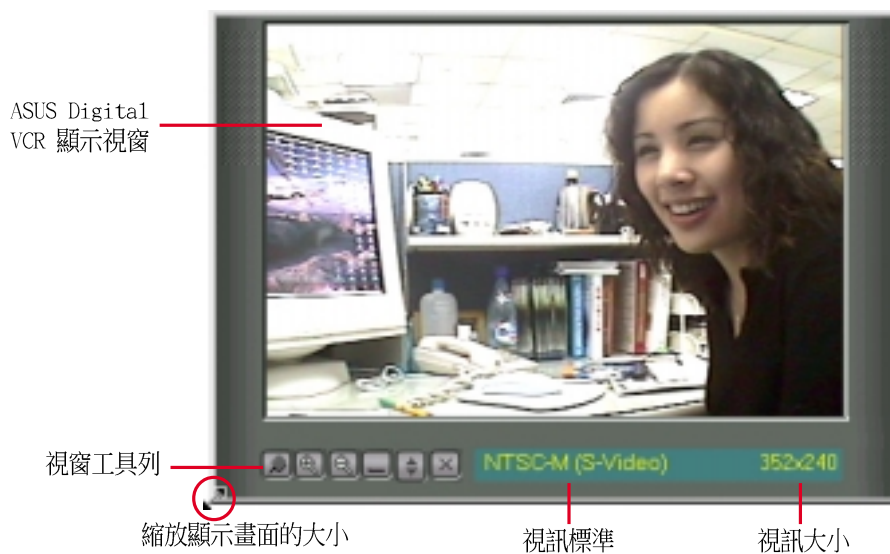 ASUS Digital
VCR 顯示視窗
視窗工具列
NTSC-M (S-Video)
352x240
縮放顯示畫面的大小
視訊標準
視訊大小